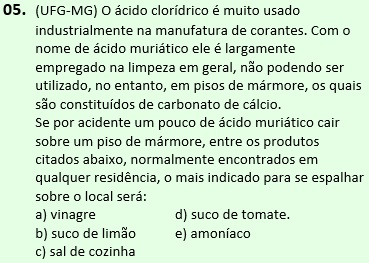 05. (UFG-MG) O ácido clorídrico é muito usado
industrialmente na manufatura de corantes. Com o
nome de ácido muriático ele é largamente
empregado na limpeza em geral, não podendo ser
utilizado, no entanto, em pisos de mármore, os quais
são constituídos de carbonato de cálcio.
Se por acidente um pouco de ácido muriático cair
sobre um piso de mármore, entre os produtos
citados abaixo, normalmente encontrados em
qualquer residência, o mais indicado para se espalhar
sobre o local será:
a) vinagre d) suco de tomate.
b) suco de limão e) amoníaco
c) sal de cozinha